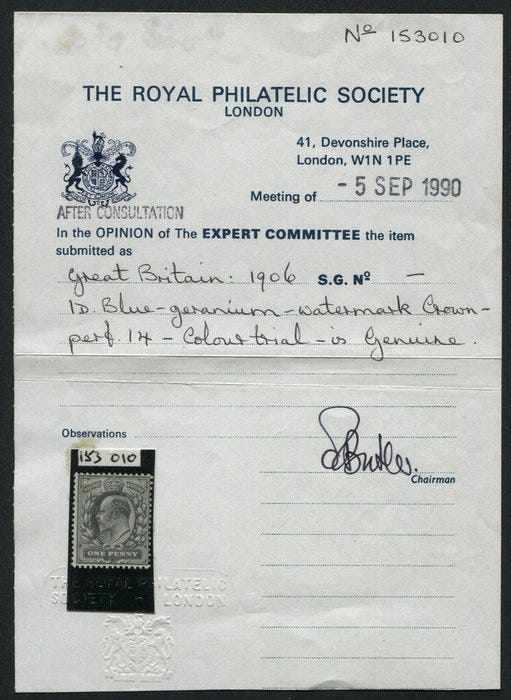 Nº 153010
THE ROYAL PHILATELIC SOCIETY
LONDON
41, Devonshire Place,
London, W1N 1PE
Meeting of - 5 SEP 1990
AFTER CONSULTATION
In the OPINION of The EXPERT COMMITTEE the item
submitted as
Great Britain: 1906 S.G. Nº —
1D. Blue-geranium-watermark Crown-
perf. 14 - Colour trial - is Genuine.
Observations
153 010
Butler.
Chairman
ONE PENNY
THE ROYAL PHILATELIC
SOCIETY LONDON